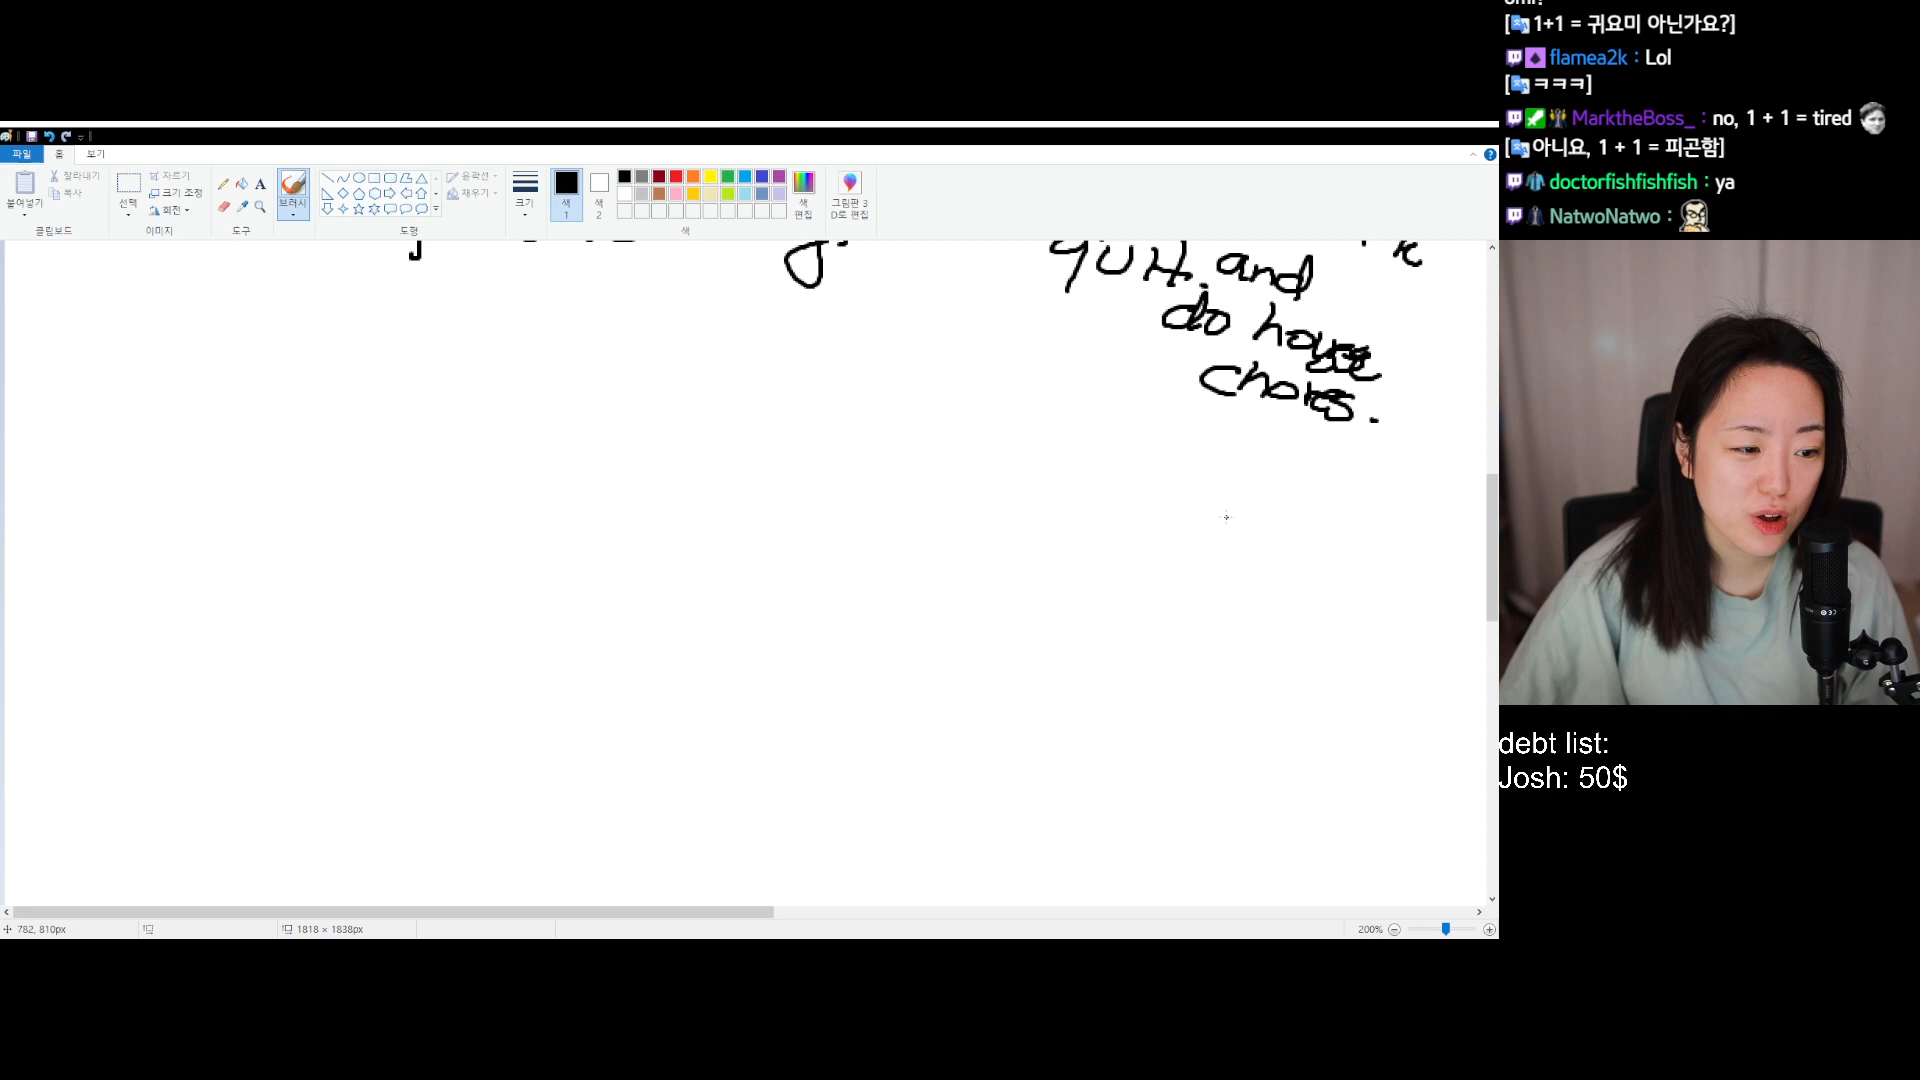 [1+1 = 귀요미 아닌가요?]
flamea2k : Lol
[ㅋㅋㅋ]
MarktheBoss_ : no, 1 + 1 = tired
[아니요, 1 + 1 = 피곤함]
doctorfishfishfish : ya
NatwoNatwo :
파일 홈 보기
붙여넣기 잘라내기 복사 클립보드
선택 자르기 크기 조정 회전 이미지
A 도구
브러시
윤곽선 채우기 도형
크기
색 1
색 2
색 편집
색
그림판 3D로 편집
quit. and
do house
chores.
782, 810px
1818 × 1838px
200%
debt list:
Josh: 50$